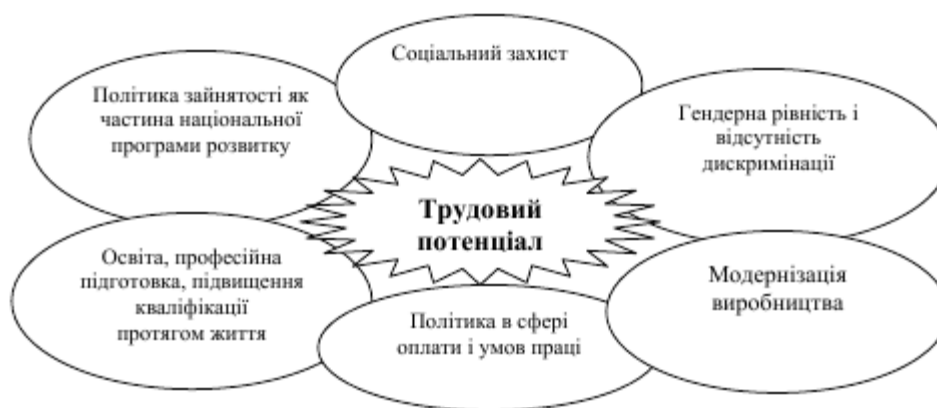 Соціальний захист
Політика зайнятості як
частина національної
програми розвитку
Гендерна рівність і
відсутність
дискримінації
Трудовий
потенціал
Освіта, професійна
підготовка, підвищення
кваліфікації
протягом життя
Політика в сфері
оплати і умов праці
Модернізація
виробництва